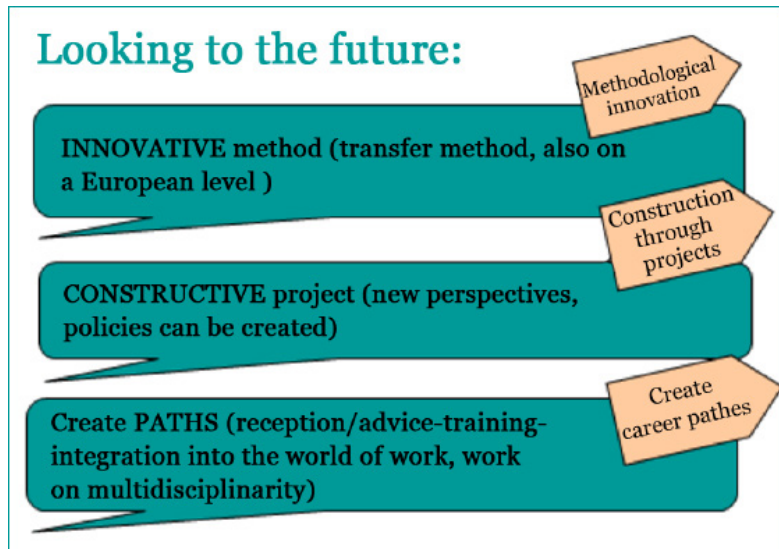 Looking to the future:
Methodological
innovation
INNOVATIVE method (transfer method, also on
a European level )
Construction
through
projects
CONSTRUCTIVE project (new perspectives,
policies can be created)
Create
career pathes
Create PATHS (reception/advice-training-
integration into the world of work, work
on multidisciplinarity)